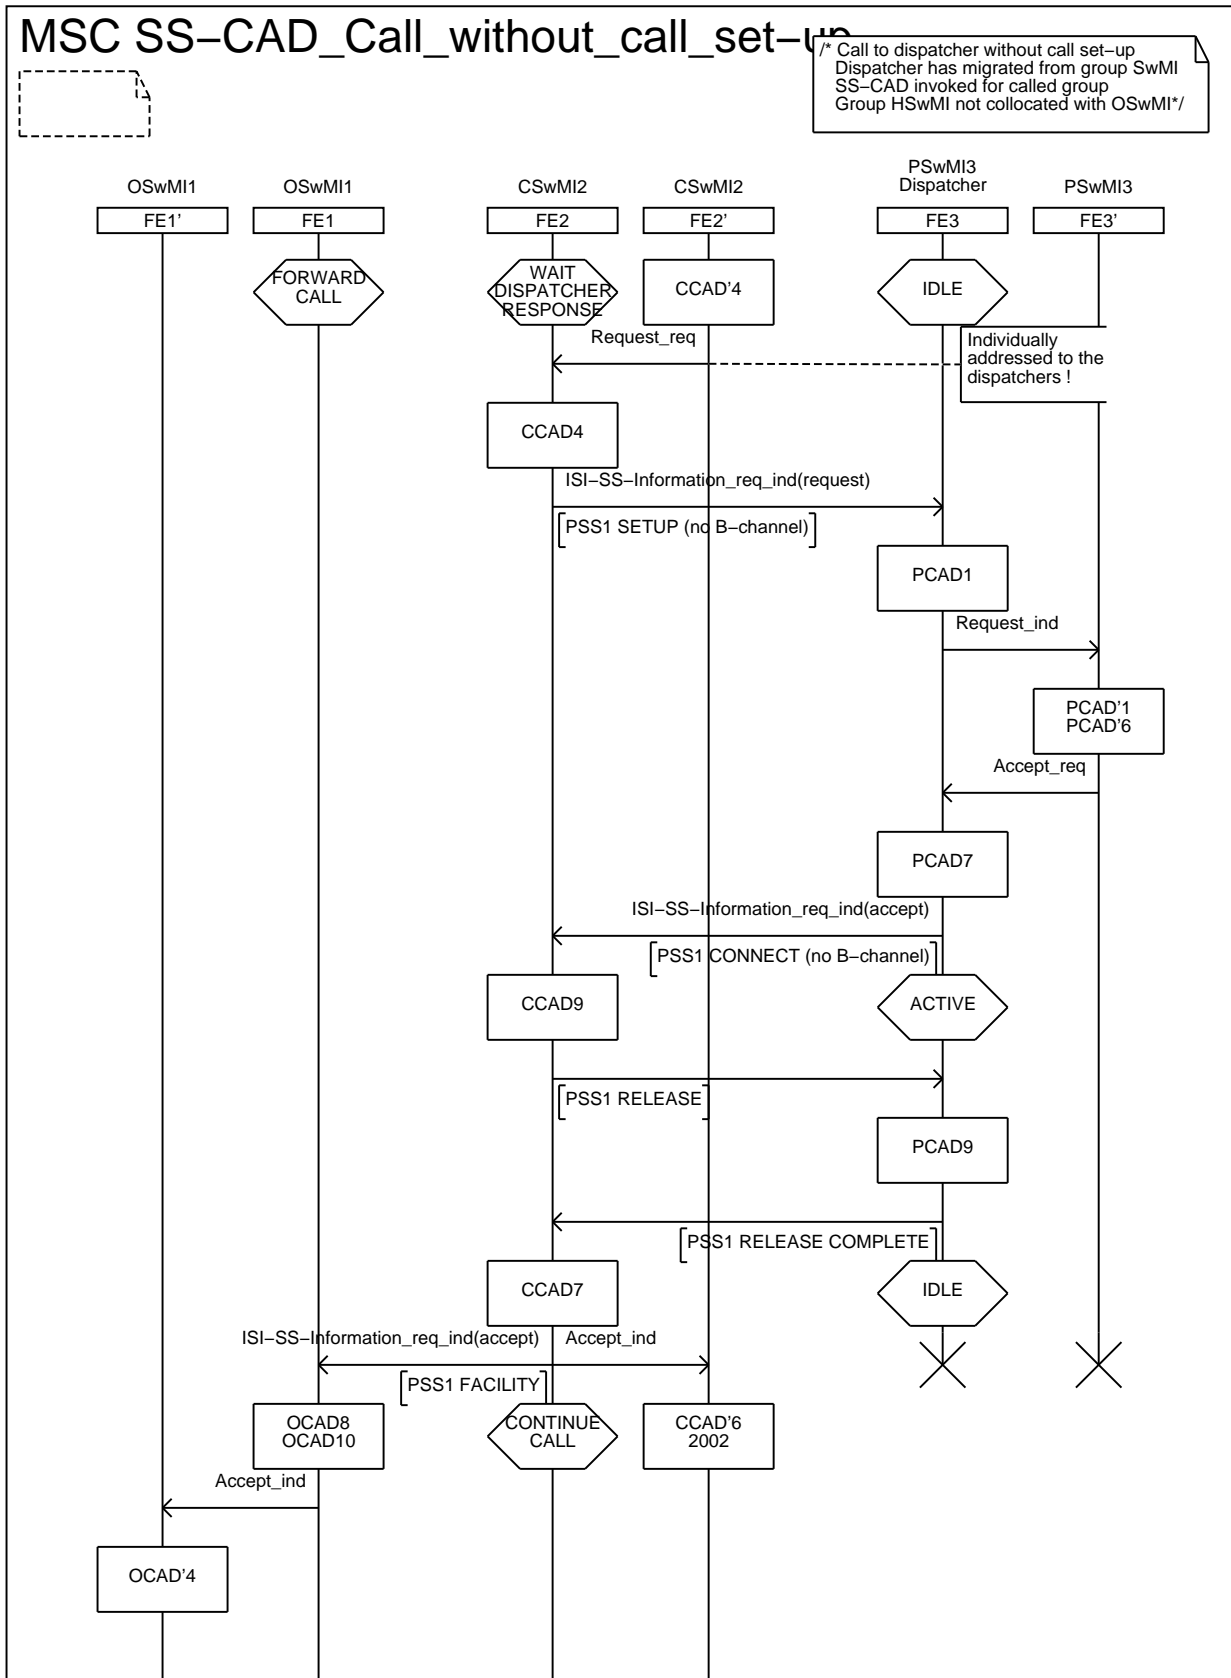 MSC SS−CAD_Call_without_call_set−up
/* Call to dispatcher without call set−up
Dispatcher has migrated from group SwMI
SS−CAD invoked for called group
Group HSwMI not collocated with OSwMI*/
OSwMI1
OSwMI1
CSwMI2
CSwMI2
PSwMI3
Dispatcher
PSwMI3
FE1'
FE1
FE2
FE2'
FE3
FE3'
FORWARD
CALL
WAIT
DISPATCHER
RESPONSE
CCAD'4
IDLE
Request_req
Individually
addressed to the
dispatchers !
CCAD4
ISI−SS−Information_req_ind(request)
PSS1 SETUP (no B−channel)
PCAD1
Request_ind
PCAD'1
PCAD'6
Accept_req
PCAD7
ISI−SS−Information_req_ind(accept)
PSS1 CONNECT (no B−channel)
CCAD9
ACTIVE
PSS1 RELEASE
PCAD9
PSS1 RELEASE COMPLETE
CCAD7
IDLE
ISI−SS−Information_req_ind(accept)
Accept_ind
PSS1 FACILITY
OCAD8
OCAD10
CONTINUE
CALL
CCAD'6
2002
Accept_ind
OCAD'4